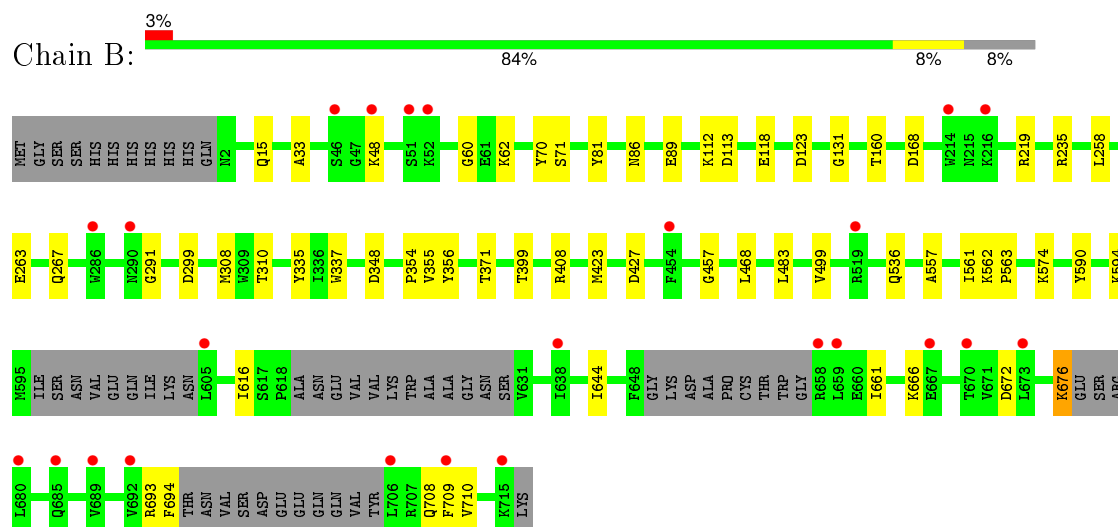 3%
Chain B:
84% 8% 8%
MET GLY SER SER HIS HIS HIS HIS HIS HIS GLN N2 Q15 A33 S46 G47 K48 S51 K52 G60 E61 K62 Y70 S71 Y81 N86 E89 K112 D113 E118 D123 G131 T160 D168 W214 N215 K216 R219 R235 L258
E263 Q267 W286 N290 G291 D299 M308 W309 T310 Y335 I336 W337 D348 P354 V355 Y356 T371 T399 R408 M423 D427 F454 G457 L468 L483 V499 R519 Q536 A557 I561 K562 P563 K574 Y590 K594
M595 ILE SER ASN VAL GLU GLN ILE LYS ASN L605 I616 S617 P618 ALA ASN GLU VAL VAL LYS TRP ALA ALA GLY ASN SER V631 I638 I644 F648 GLY LYS ASP ALA PRO CYS THR TRP GLY R658 L659 E660 I661 K666 E667 T670 V671 D672 L673 K676 GLU SER ARG
L680 Q685 V689 V692 R693 F694 THR ASN VAL SER ASP GLU GLU GLN GLN VAL TYR L706 R707 Q708 F709 V710 K715 LYS